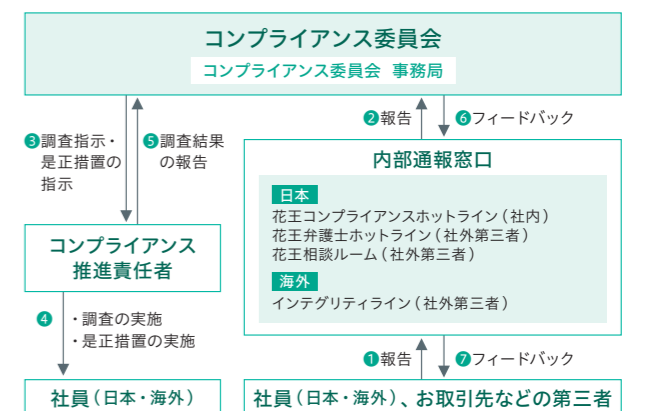 コンプライアンス委員会
コンプライアンス委員会 事務局
❸調査指示・
是正措置の
指示
❺調査結果
の報告
❷報告
❻フィードバック
内部通報窓口
日本
花王コンプライアンスホットライン(社内)
花王弁護士ホットライン(社外第三者)
花王相談ルーム(社外第三者)
海外
インテグリティライン(社外第三者)
コンプライアンス
推進責任者
❹ ・調査の実施
・是正措置の実施
❶報告
❼フィードバック
社員(日本・海外)
社員(日本・海外)、お取引先などの第三者